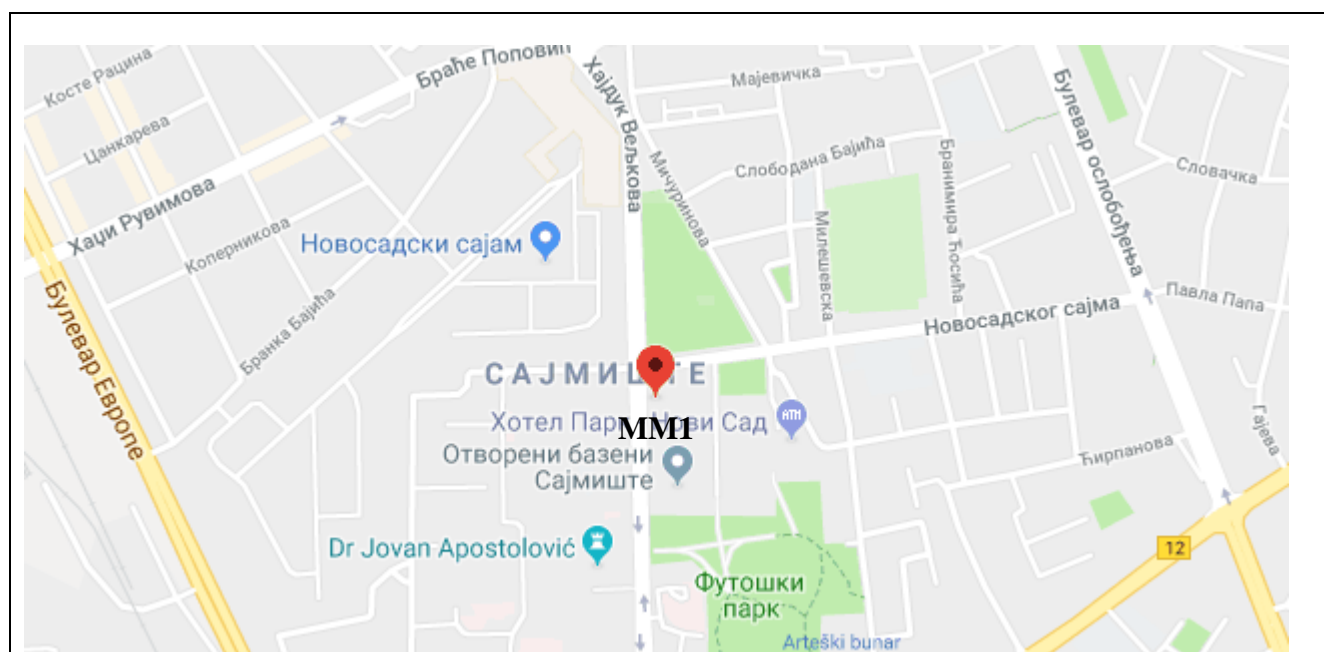 Косте Рацина
Цанкарева
Хаџи Рувимова
Браће Поповић
Хајдук Вељкова
Мајевичка
Слободана Бајића
Мичуринова
Милешевска
Бранимира Ћосића
Булевар ослобођења
Словачка
Павла Папа
Новосадског сајма
Коперникова
Новосадски сајам
Бранка Бајића
Булевар Европе
САЈМИШТЕ
Хотел Парк Нови Сад
ATM
ММ1
Отворени базени
Сајмиште
Ћирпанова
Гајева
Dr Jovan Apostolović
12
Футошки
парк
Arteški bunar